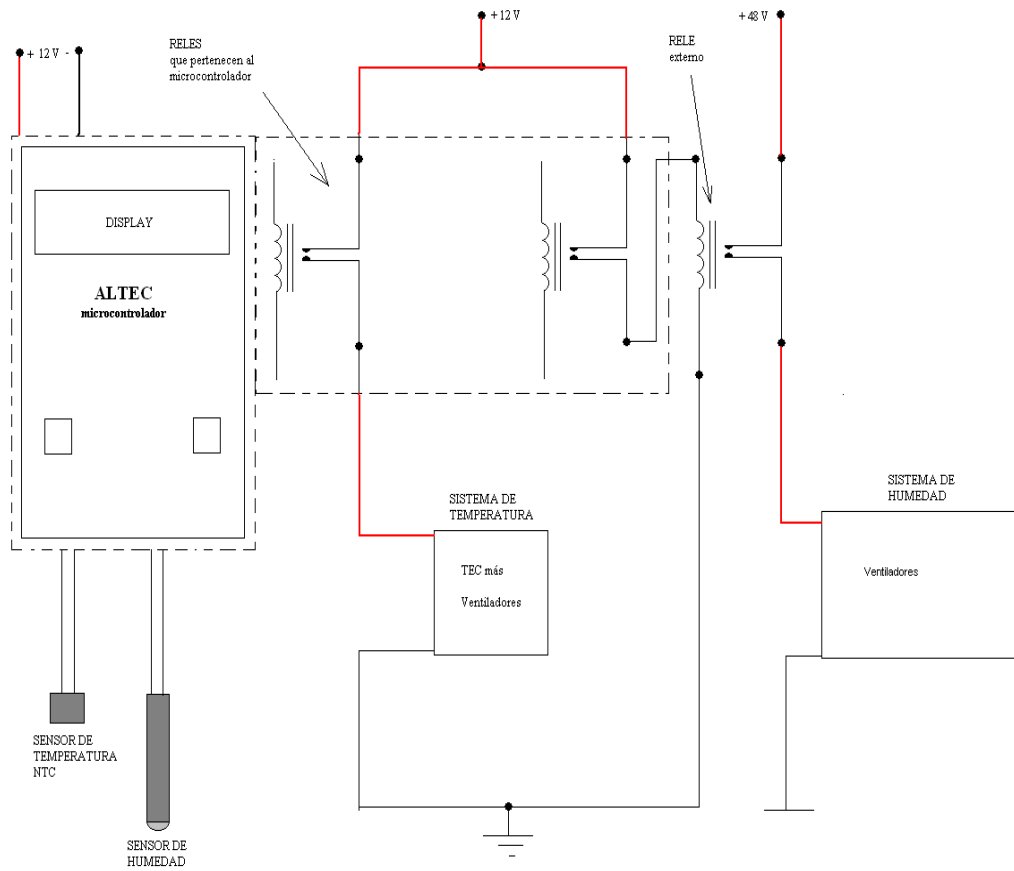 + 12 V -
RELES
que pertenecen al
microcontrolador
+12 V
RELE
externo
+48 V
DISPLAY
ALTEC
microcontrolador
SISTEMA DE
TEMPERATURA
TEC más
Ventiladores
SISTEMA DE
HUMEDAD
Ventiladores
SENSOR DE
TEMPERATURA
NTC
SENSOR DE
HUMEDAD